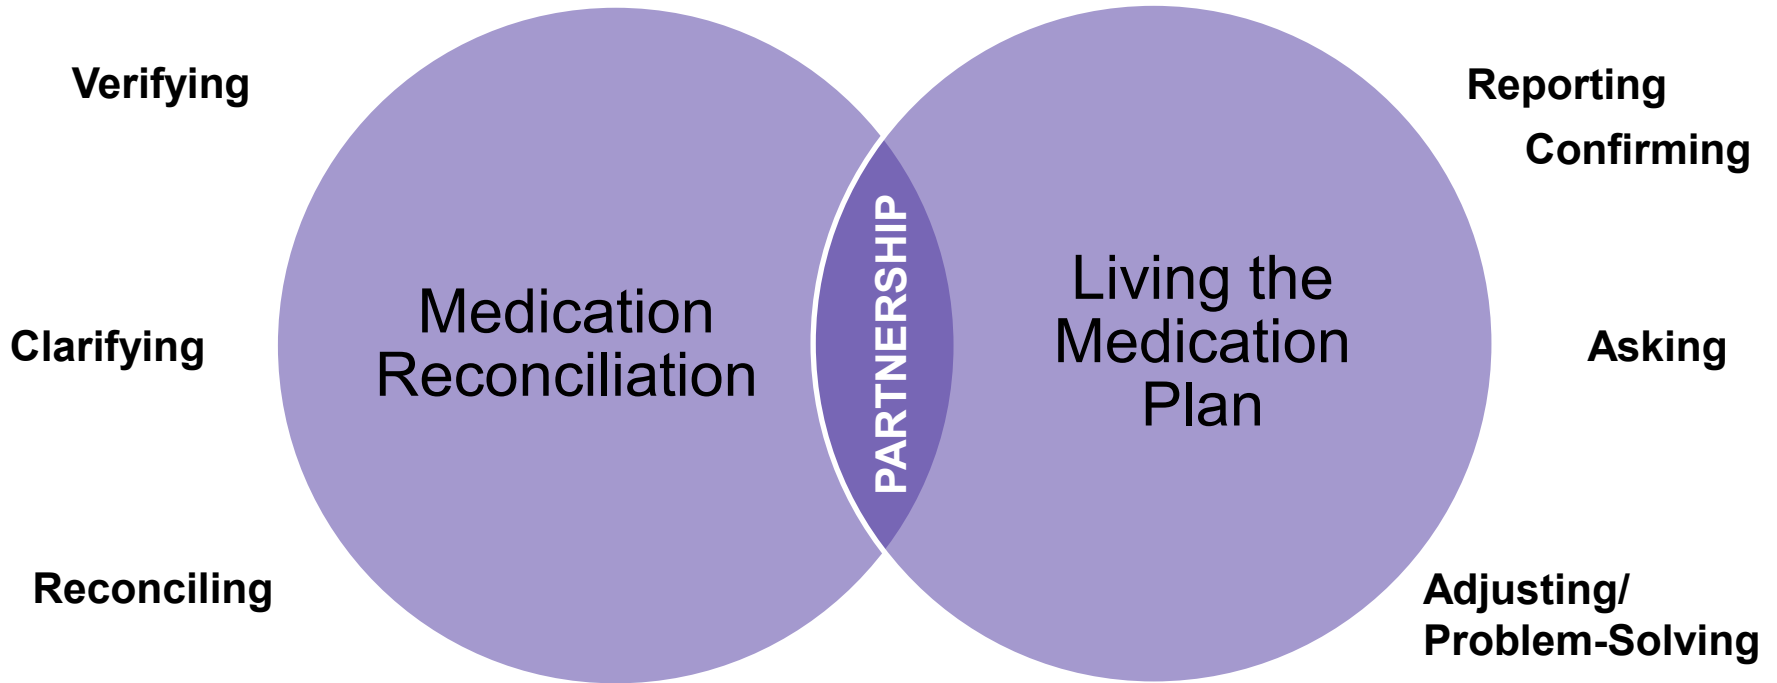 Verifying
Clarifying
Reconciling
Medication
Reconciliation
PARTNERSHIP
Living the
Medication
Plan
Reporting
Confirming
Asking
Adjusting/
Problem-Solving